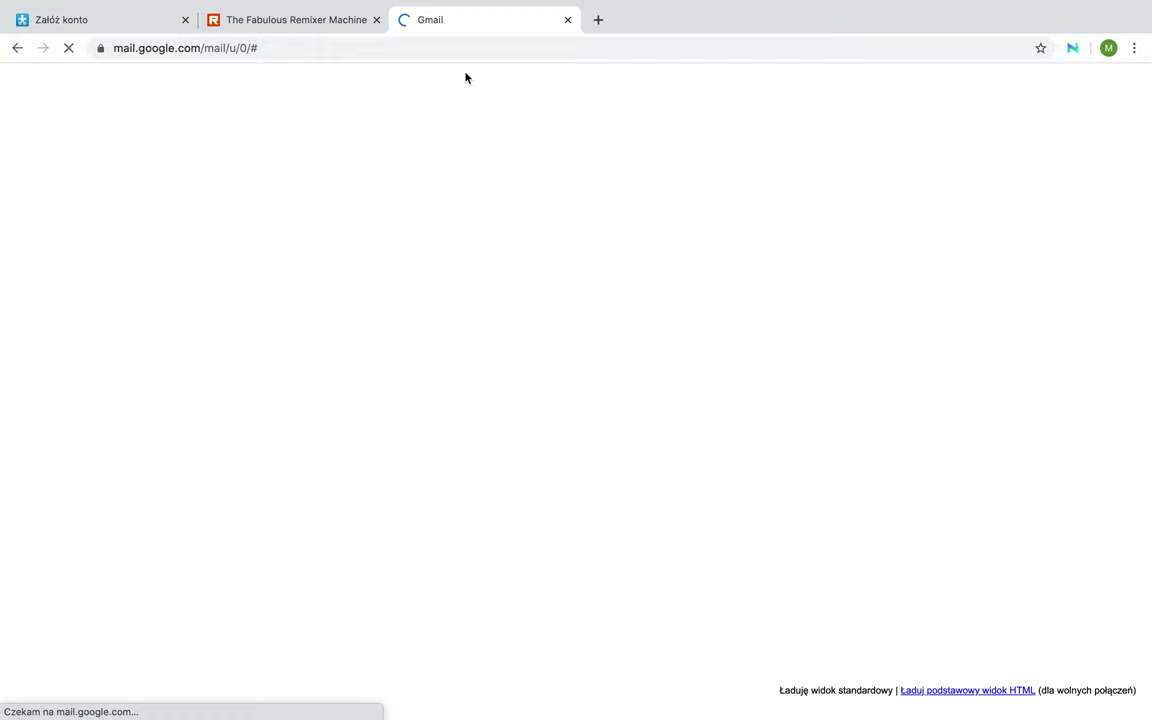 Załóż konto
The Fabulous Remixer Machine
Gmail
mail.google.com/mail/u/0/#
M
Ładuję widok standardowy | Ładuj podstawowy widok HTML (dla wolnych połączeń)
Czekam na mail.google.com...